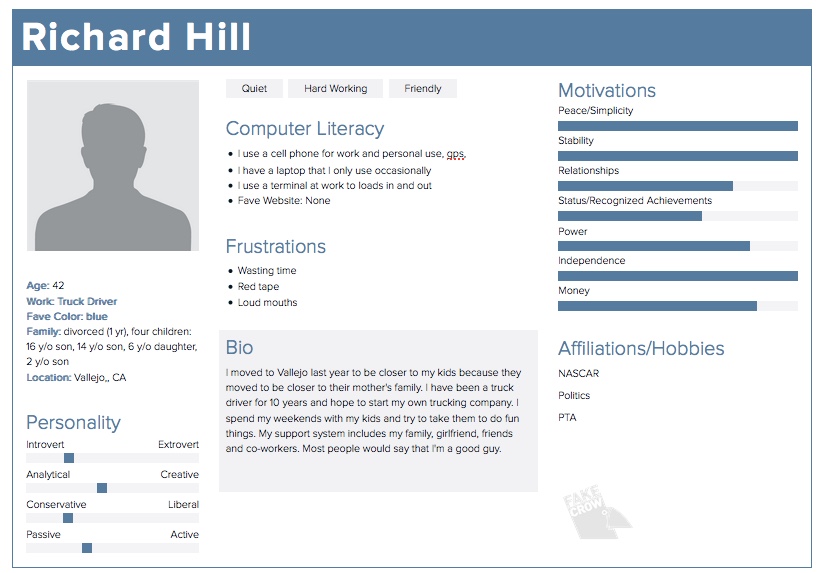 Richard Hill
Age: 42
Work: Truck Driver
Fave Color: blue
Family: divorced (1 yr), four children:
16 y/o son, 14 y/o son, 6 y/o daughter,
2 y/o son
Location: Vallejo,, CA
Personality
Introvert Extrovert
Analytical Creative
Conservative Liberal
Passive Active
Quiet Hard Working Friendly
Computer Literacy
• I use a cell phone for work and personal use, gps,
• I have a laptop that I only use occasionally
• I use a terminal at work to loads in and out
• Fave Website: None
Frustrations
• Wasting time
• Red tape
• Loud mouths
Bio
I moved to Vallejo last year to be closer to my kids because they
moved to be closer to their mother's family. I have been a truck
driver for 10 years and hope to start my own trucking company. I
spend my weekends with my kids and try to take them to do fun
things. My support system includes my family, girlfriend, friends
and co-workers. Most people would say that I'm a good guy.
Motivations
Peace/Simplicity
Stability
Relationships
Status/Recognized Achievements
Power
Independence
Money
Affiliations/Hobbies
NASCAR
Politics
PTA
FAKE
CROW